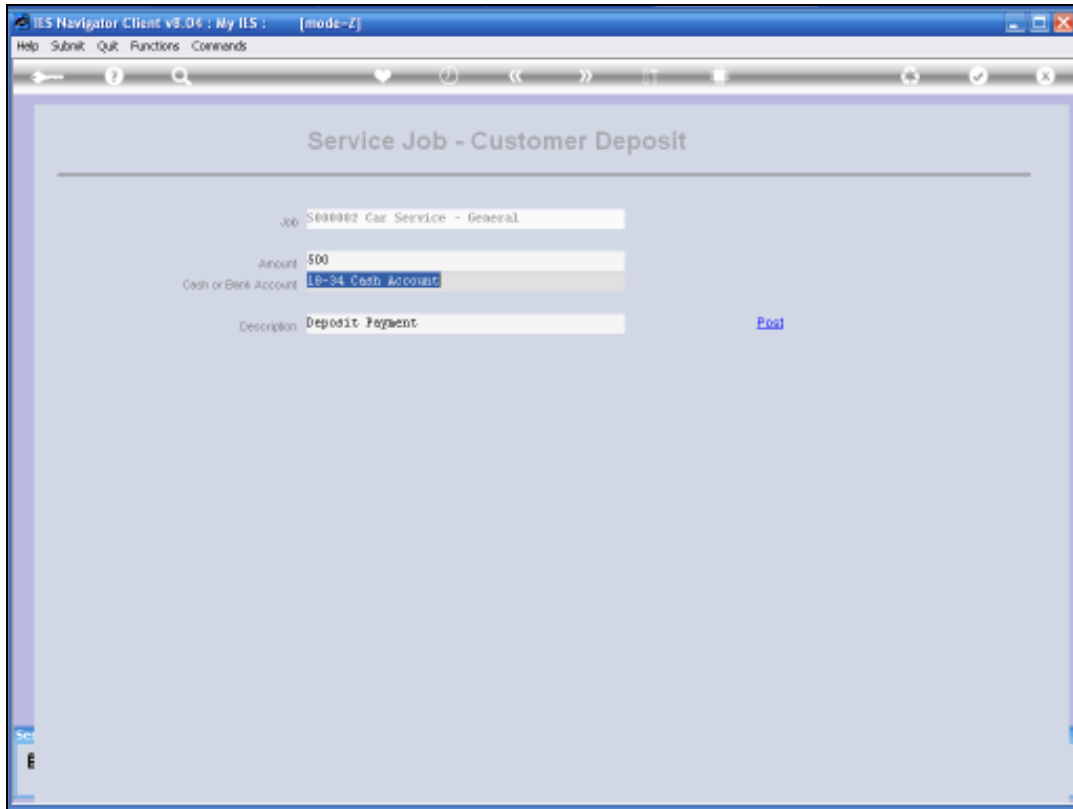 IES Navigator Client v8.04 : My IES : [mode=Z]
Help Submit Quit Functions Commands
Service Job - Customer Deposit
Job S000002 Car Service - General
Amount 500
Cash or Bank Account 18-34 Cash Account
Description Deposit Payment Post